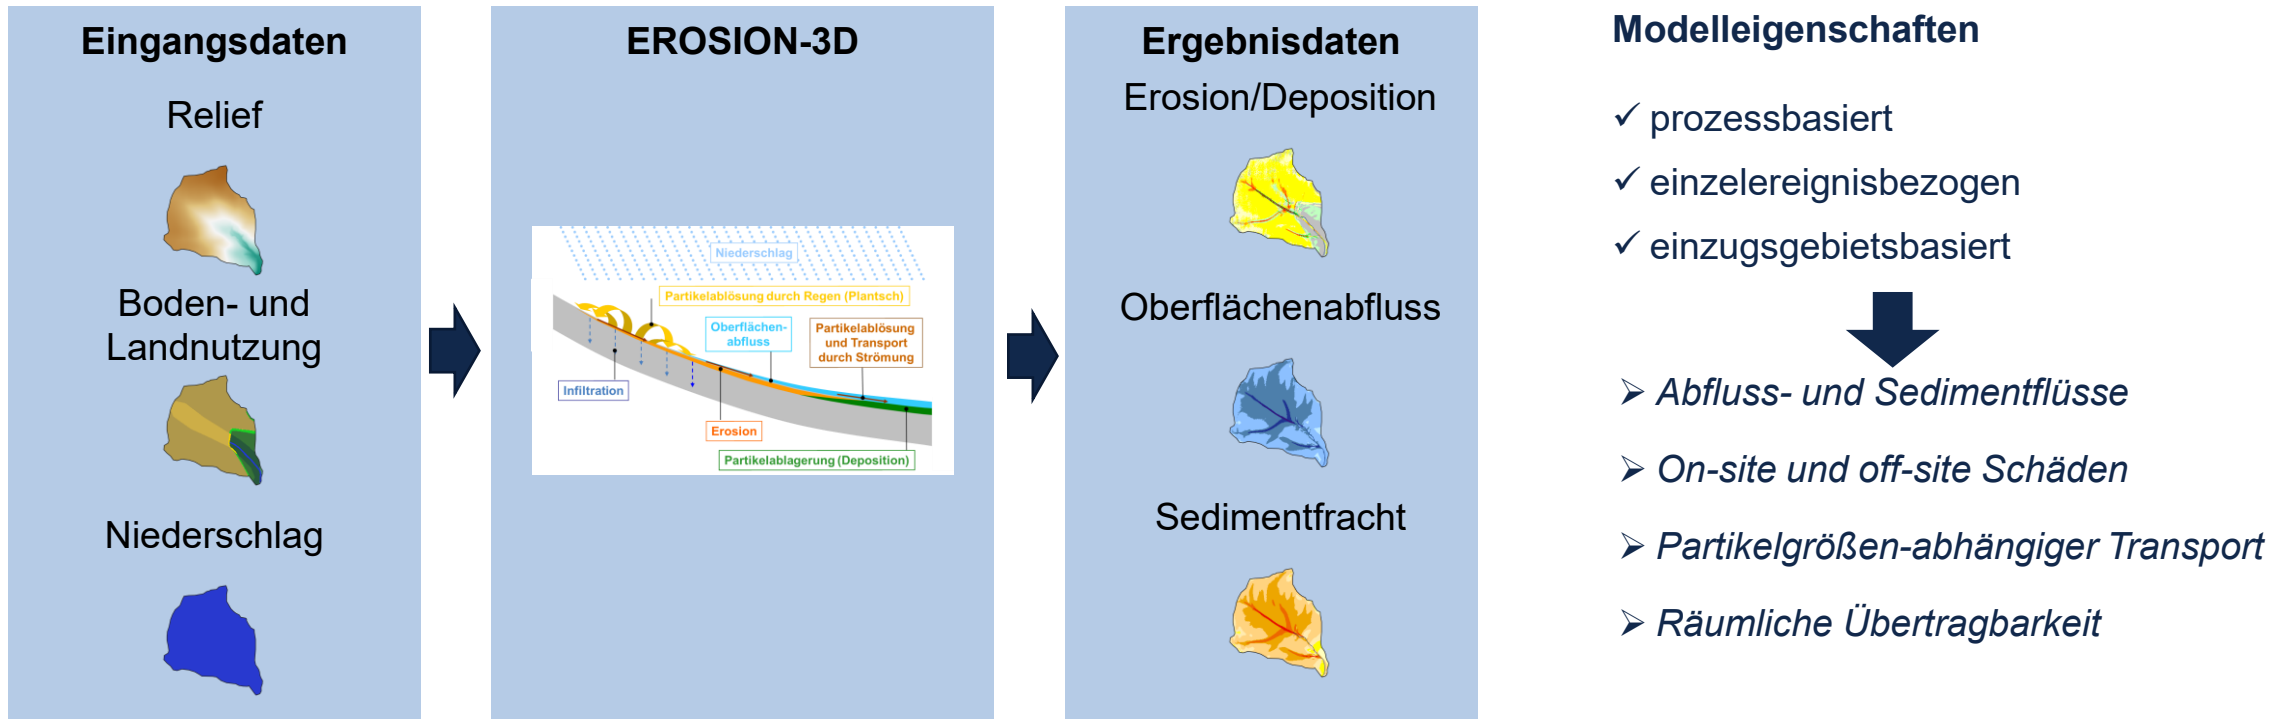 Eingangsdaten
Relief
Boden- und
Landnutzung
Niederschlag
EROSION-3D
Niederschlag
Partikelablösung durch Regen (Plantsch)
Oberflächen-
abfluss
Partikelablösung
und Transport
durch Strömung
Infiltration
Erosion
Partikelablagerung (Deposition)
Ergebnisdaten
Erosion/Deposition
Oberflächenabfluss
Sedimentfracht
Modelleigenschaften
✓ prozessbasiert
✓ einzelereignisbezogen
✓ einzugsgebietsbasiert
➢ Abfluss- und Sedimentflüsse
➢ On-site und off-site Schäden
➢ Partikelgrößen-abhängiger Transport
➢ Räumliche Übertragbarkeit